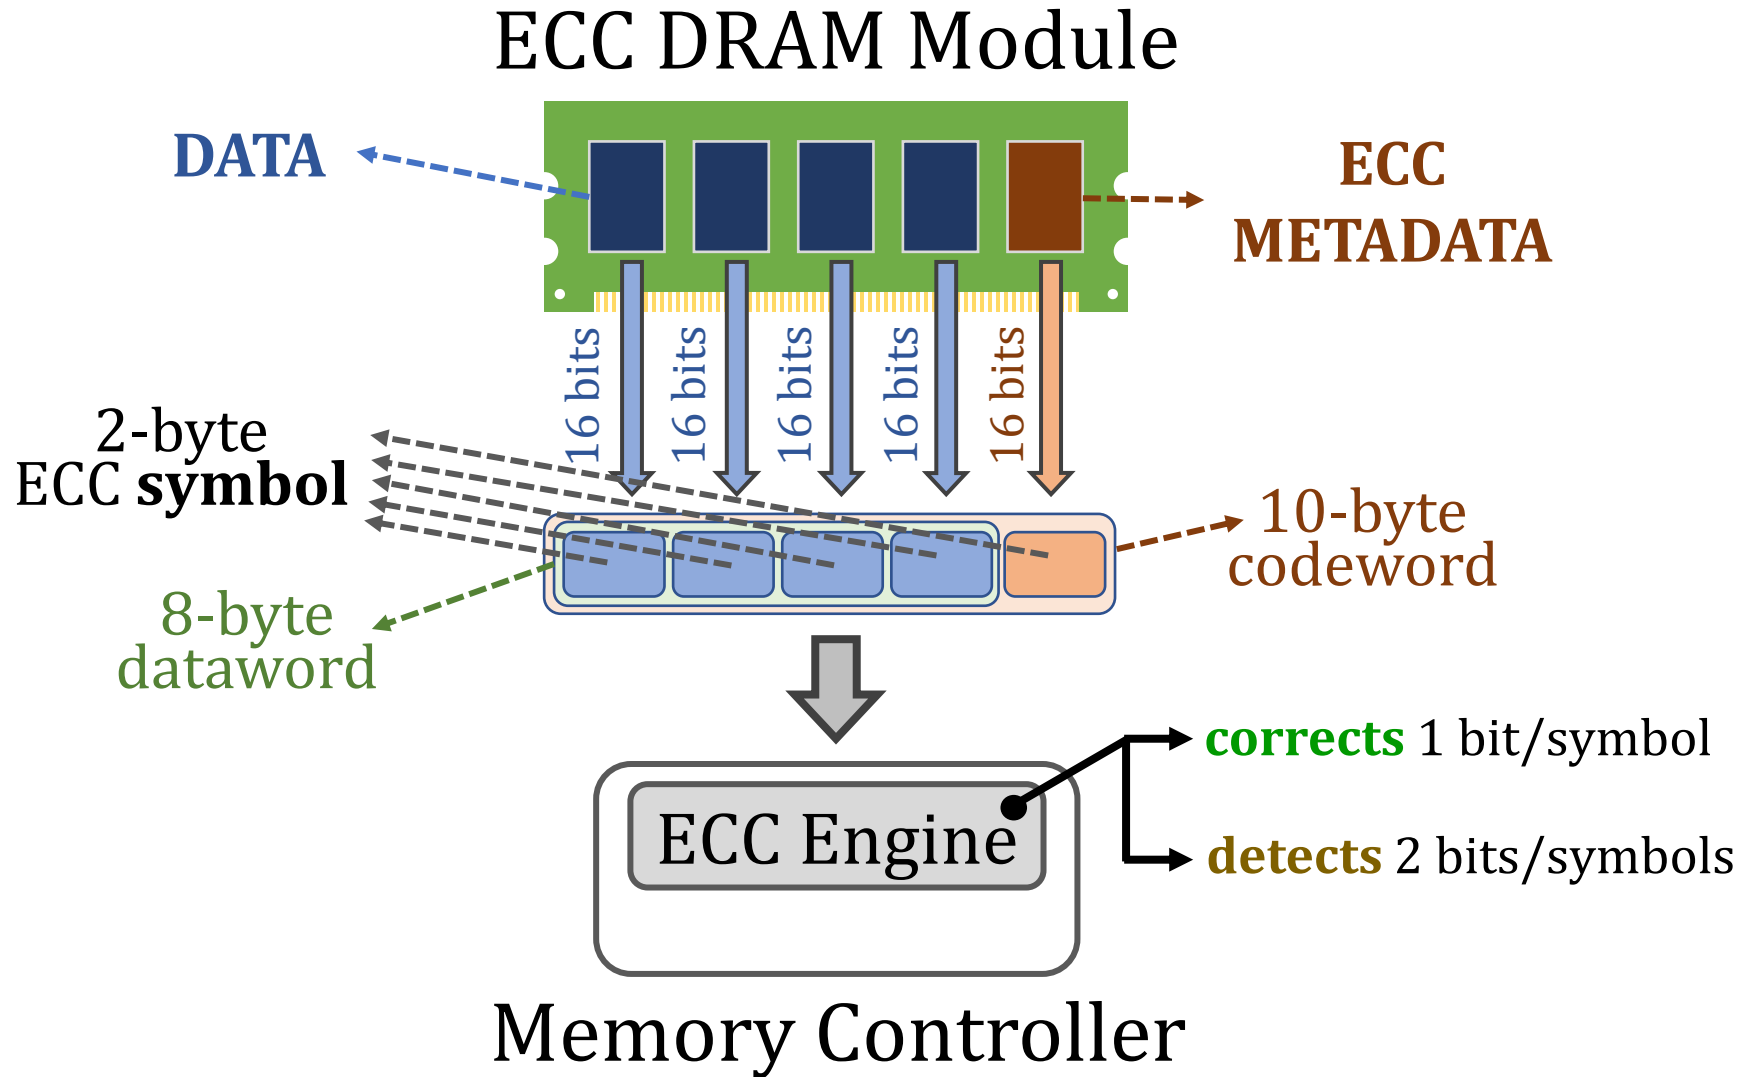 ECC DRAM Module
DATA
ECC
METADATA
16 bits
16 bits
16 bits
16 bits
16 bits
2-byte
ECC symbol
10-byte
codeword
8-byte
dataword
corrects 1 bit/symbol
ECC Engine
detects 2 bits/symbols
Memory Controller